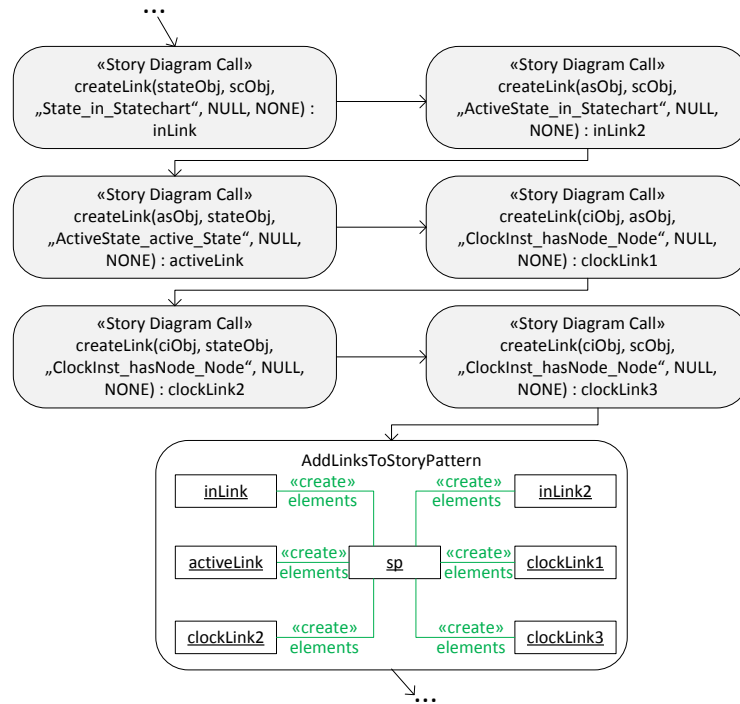 ...
«Story Diagram Call»
createLink(stateObj, scObj,
„State_in_Statechart“, NULL, NONE) :
inLink
«Story Diagram Call»
createLink(asObj, scObj,
„ActiveState_in_Statechart“, NULL,
NONE) : inLink2
«Story Diagram Call»
createLink(asObj, stateObj,
„ActiveState_active_State“, NULL,
NONE) : activeLink
«Story Diagram Call»
createLink(ciObj, asObj,
„ClockInst_hasNode_Node“, NULL,
NONE) : clockLink1
«Story Diagram Call»
createLink(ciObj, stateObj,
„ClockInst_hasNode_Node“, NULL,
NONE) : clockLink2
«Story Diagram Call»
createLink(ciObj, scObj,
„ClockInst_hasNode_Node“, NULL,
NONE) : clockLink3
AddLinksToStoryPattern
inLink
«create»
elements
«create»
elements
inLink2
activeLink
«create»
elements
sp
«create»
elements
clockLink1
clockLink2
«create»
elements
«create»
elements
clockLink3
...